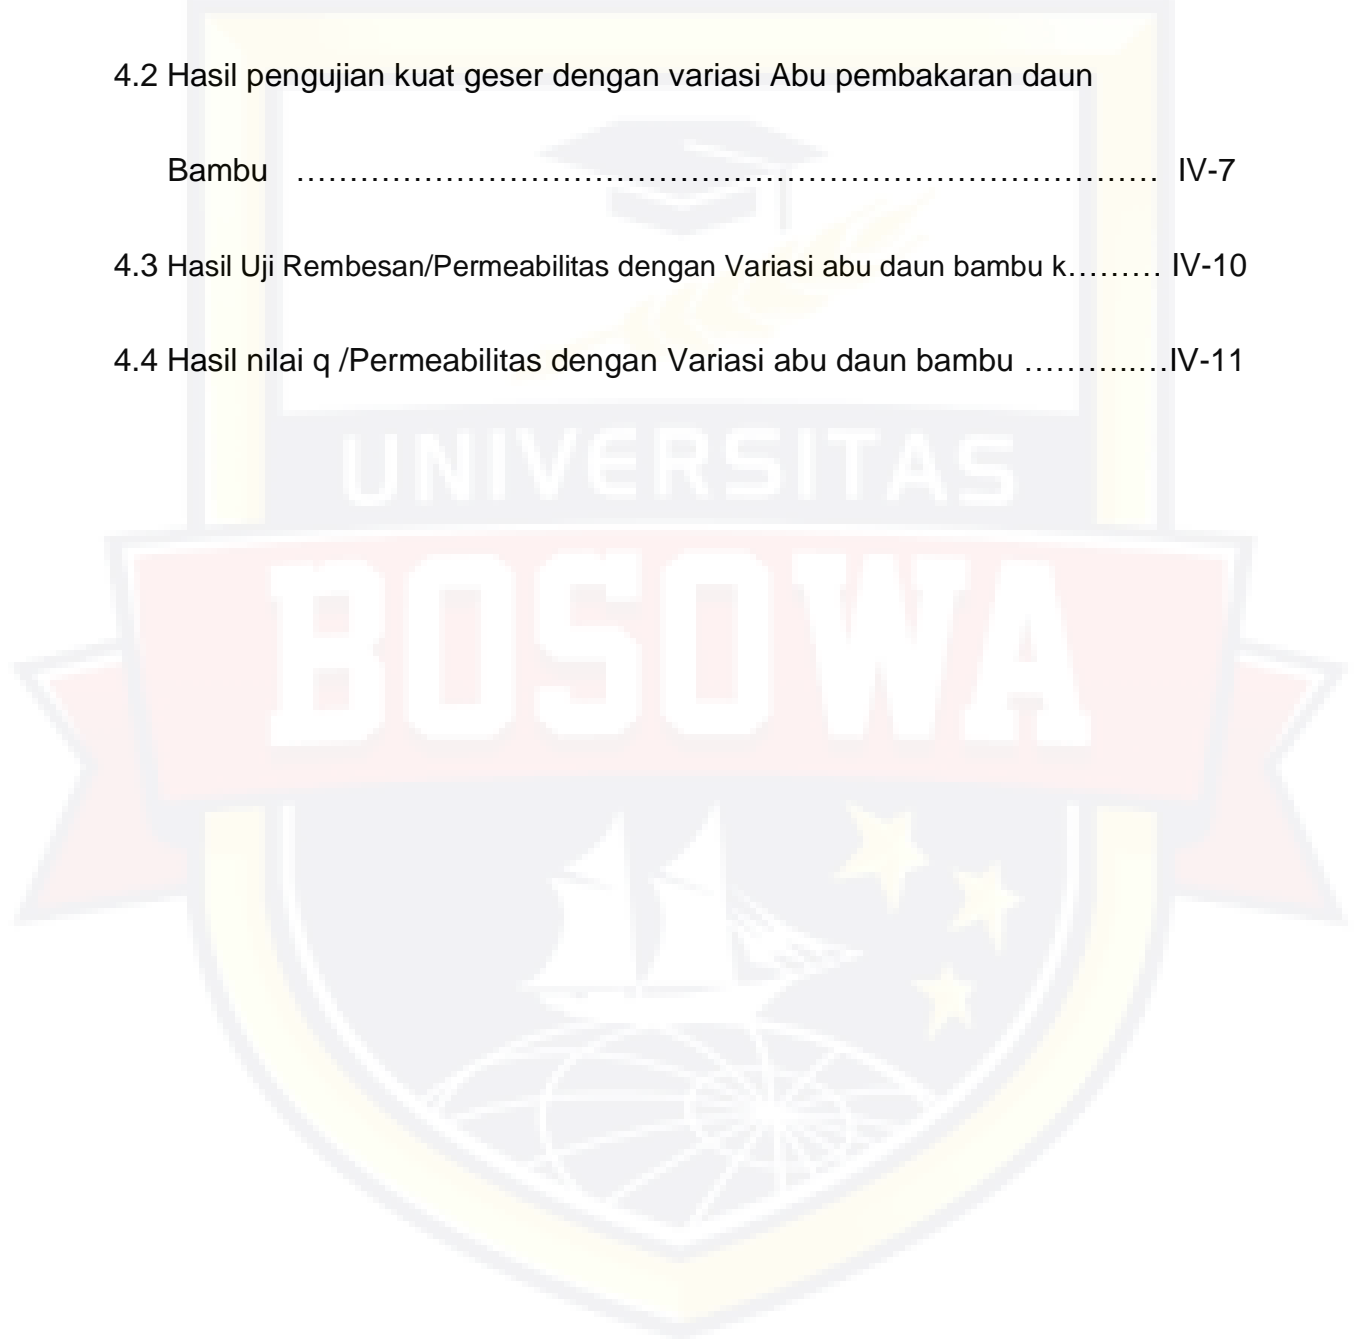 4.2 Hasil pengujian kuat geser dengan variasi Abu pembakaran daun
Bambu ……………………………………………………………………… IV-7
4.3 Hasil Uji Rembesan/Permeabilitas dengan Variasi abu daun bambu k……… IV-10
4.4 Hasil nilai q /Permeabilitas dengan Variasi abu daun bambu ………..…IV-11
UNIVERSITAS
BOSOWA